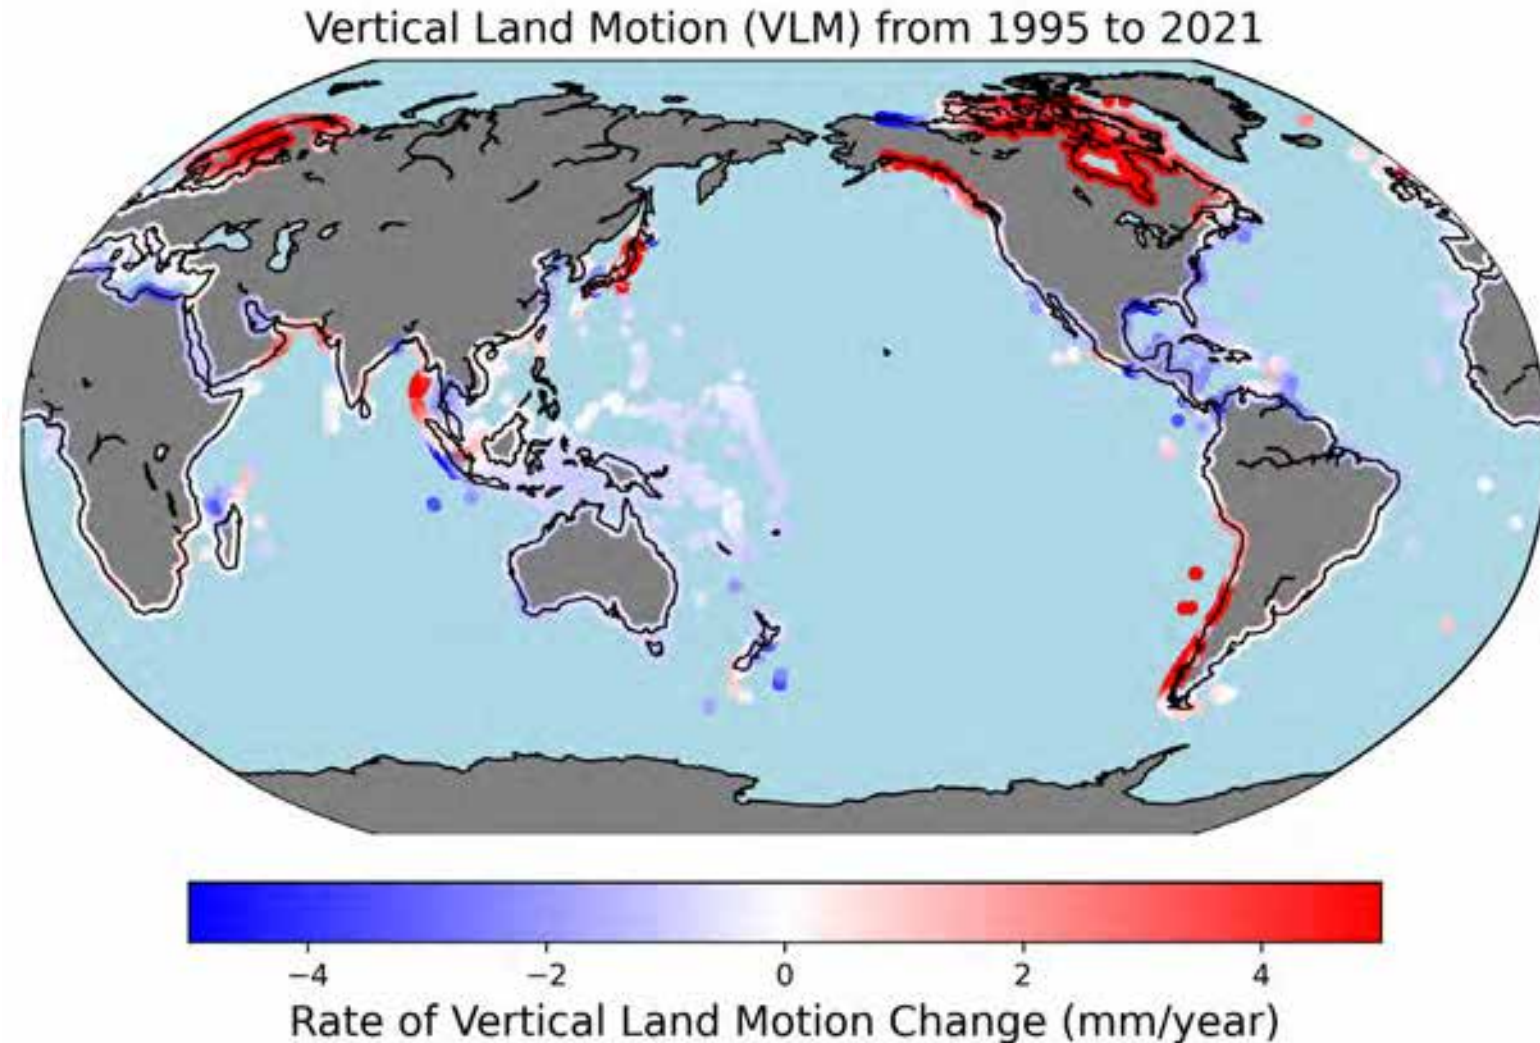 Vertical Land Motion (VLM) from 1995 to 2021
−4 −2 0 2 4
Rate of Vertical Land Motion Change (mm/year)